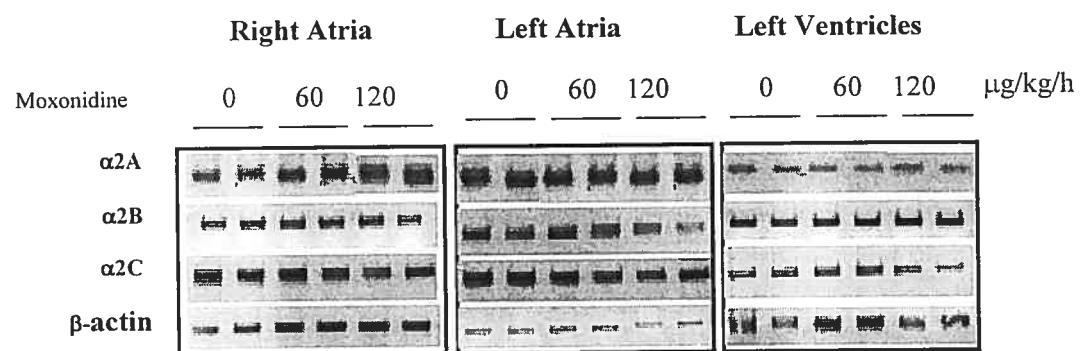 Right Atria Left Atria Left Ventricles
Moxonidine 0 60 120 0 60 120 0 60 120 μg/kg/h
α2A
α2B
α2C
β-actin